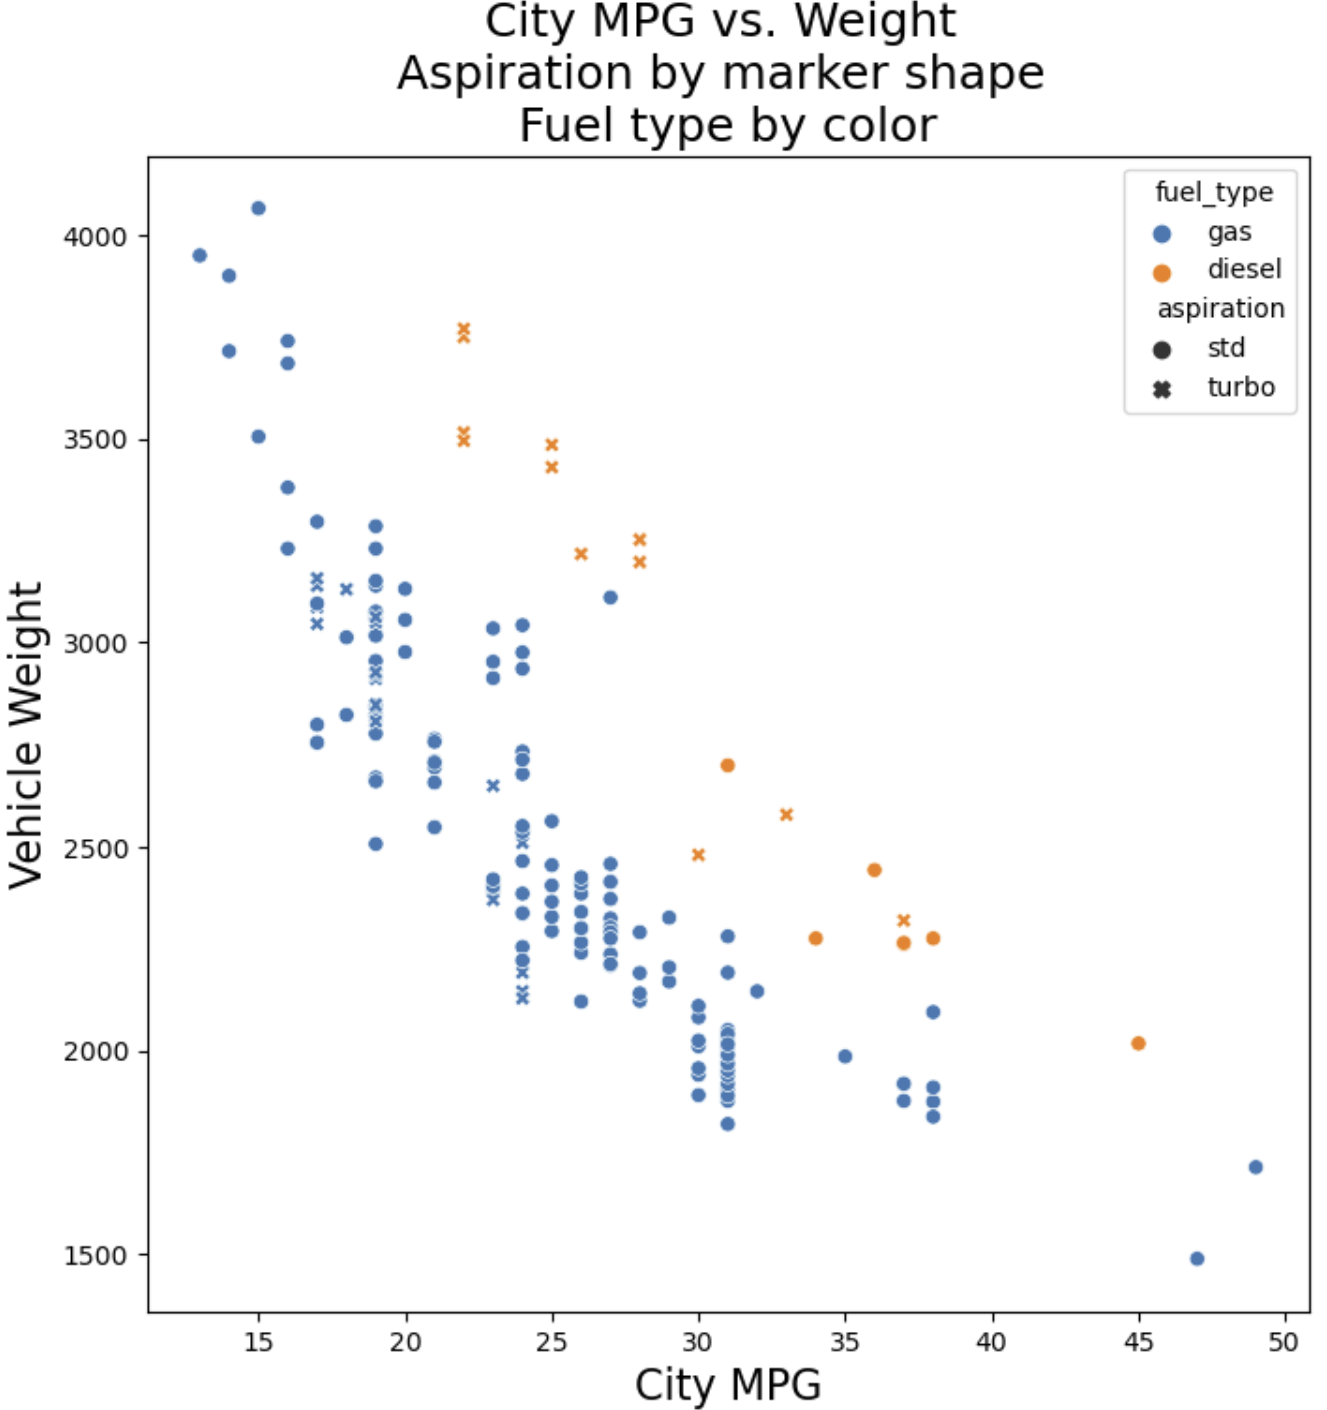 City MPG vs. Weight
Aspiration by marker shape
Fuel type by color
fuel_type
gas
diesel
aspiration
std
turbo
Vehicle Weight
4000
3500
3000
2500
2000
1500
15 20 25 30 35 40 45 50
City MPG